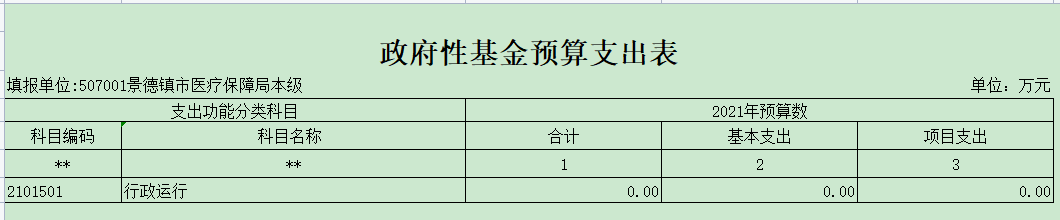 政府性基金预算支出表
填报单位:507001景德镇市医疗保障局本级 单位：万元
支出功能分类科目 2021年预算数
科目编码 科目名称 合计 基本支出 项目支出
** ** 1 2 3
2101501 行政运行 0.00 0.00 0.00